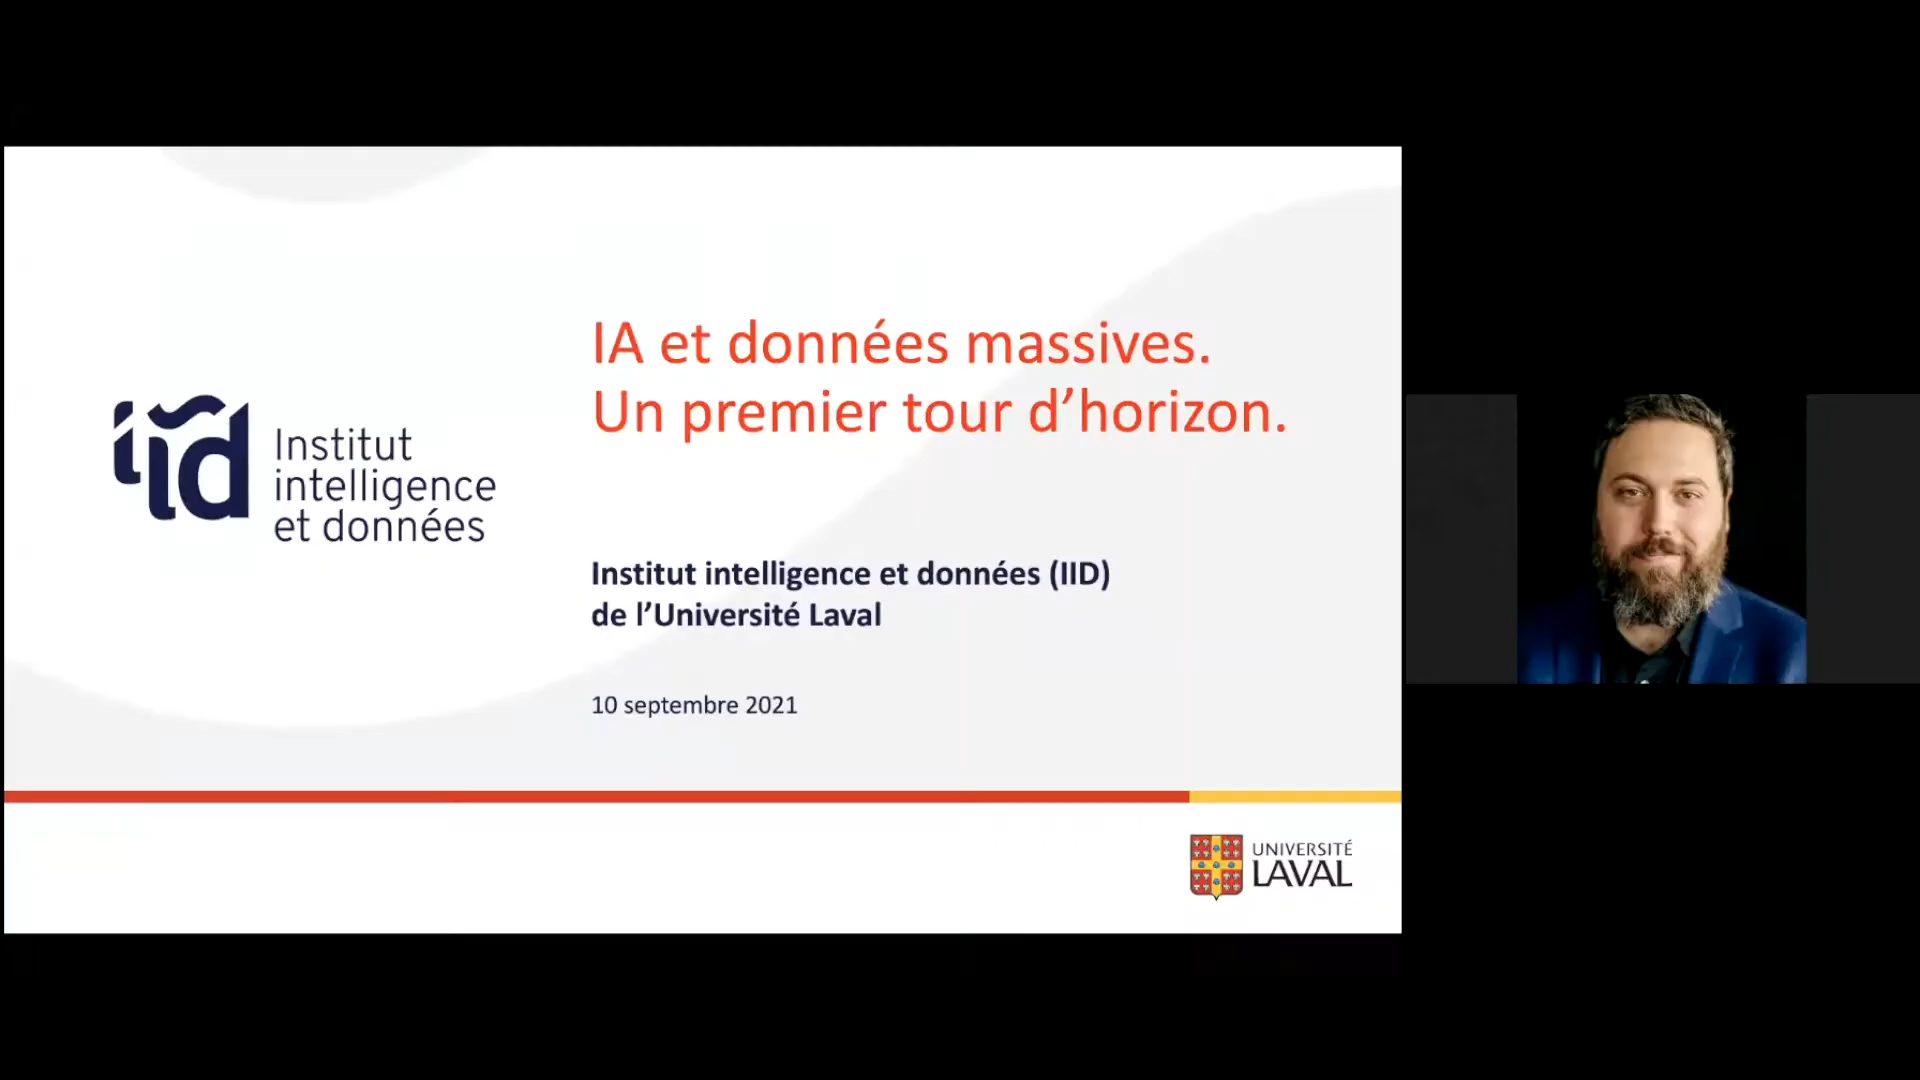 IA et données massives.
Un premier tour d’horizon.
iid
Institut
intelligence
et données
Institut intelligence et données (IID)
de l’Université Laval
10 septembre 2021
UNIVERSITÉ
LAVAL